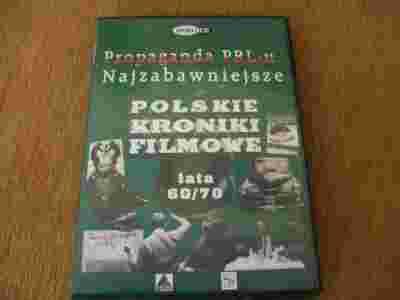 Propaganda PRL-u
Najzabawniejsze
POLSKIE
KRONIKI
FILMOWE
lata
60/70